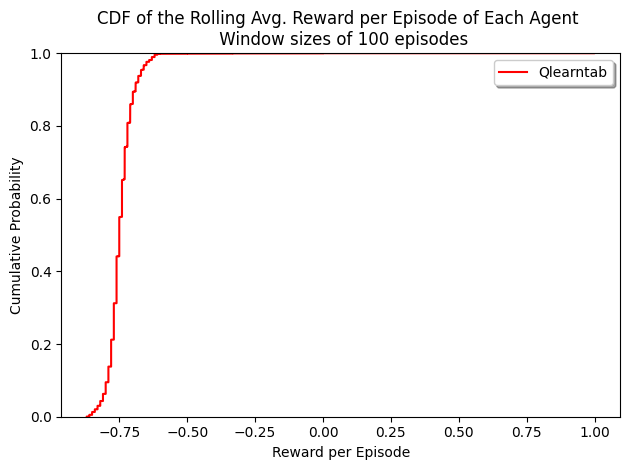 CDF of the Rolling Avg. Reward per Episode of Each Agent
Window sizes of 100 episodes
Qlearntab
Cumulative Probability
1.0
0.8
0.6
0.4
0.2
0.0
−0.75 −0.50 −0.25 0.00 0.25 0.50 0.75 1.00
Reward per Episode